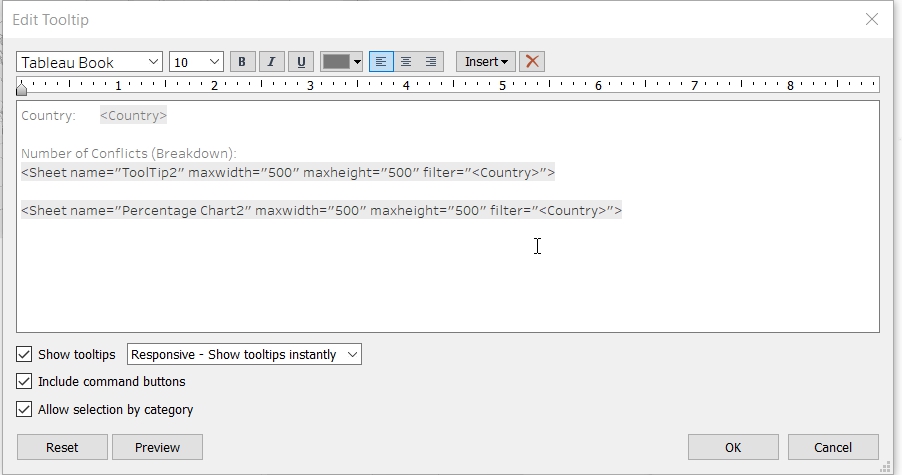 Edit Tooltip
Tableau Book 10 B I U Insert
1 2 3 4 5 6 7 8
Country: <Country>
Number of Conflicts (Breakdown):
<Sheet name="ToolTip2" maxwidth="500" maxheight="500" filter="<Country>">
<Sheet name="Percentage Chart2" maxwidth="500" maxheight="500" filter="<Country>">
Show tooltips Responsive - Show tooltips instantly
Include command buttons
Allow selection by category
Reset Preview OK Cancel